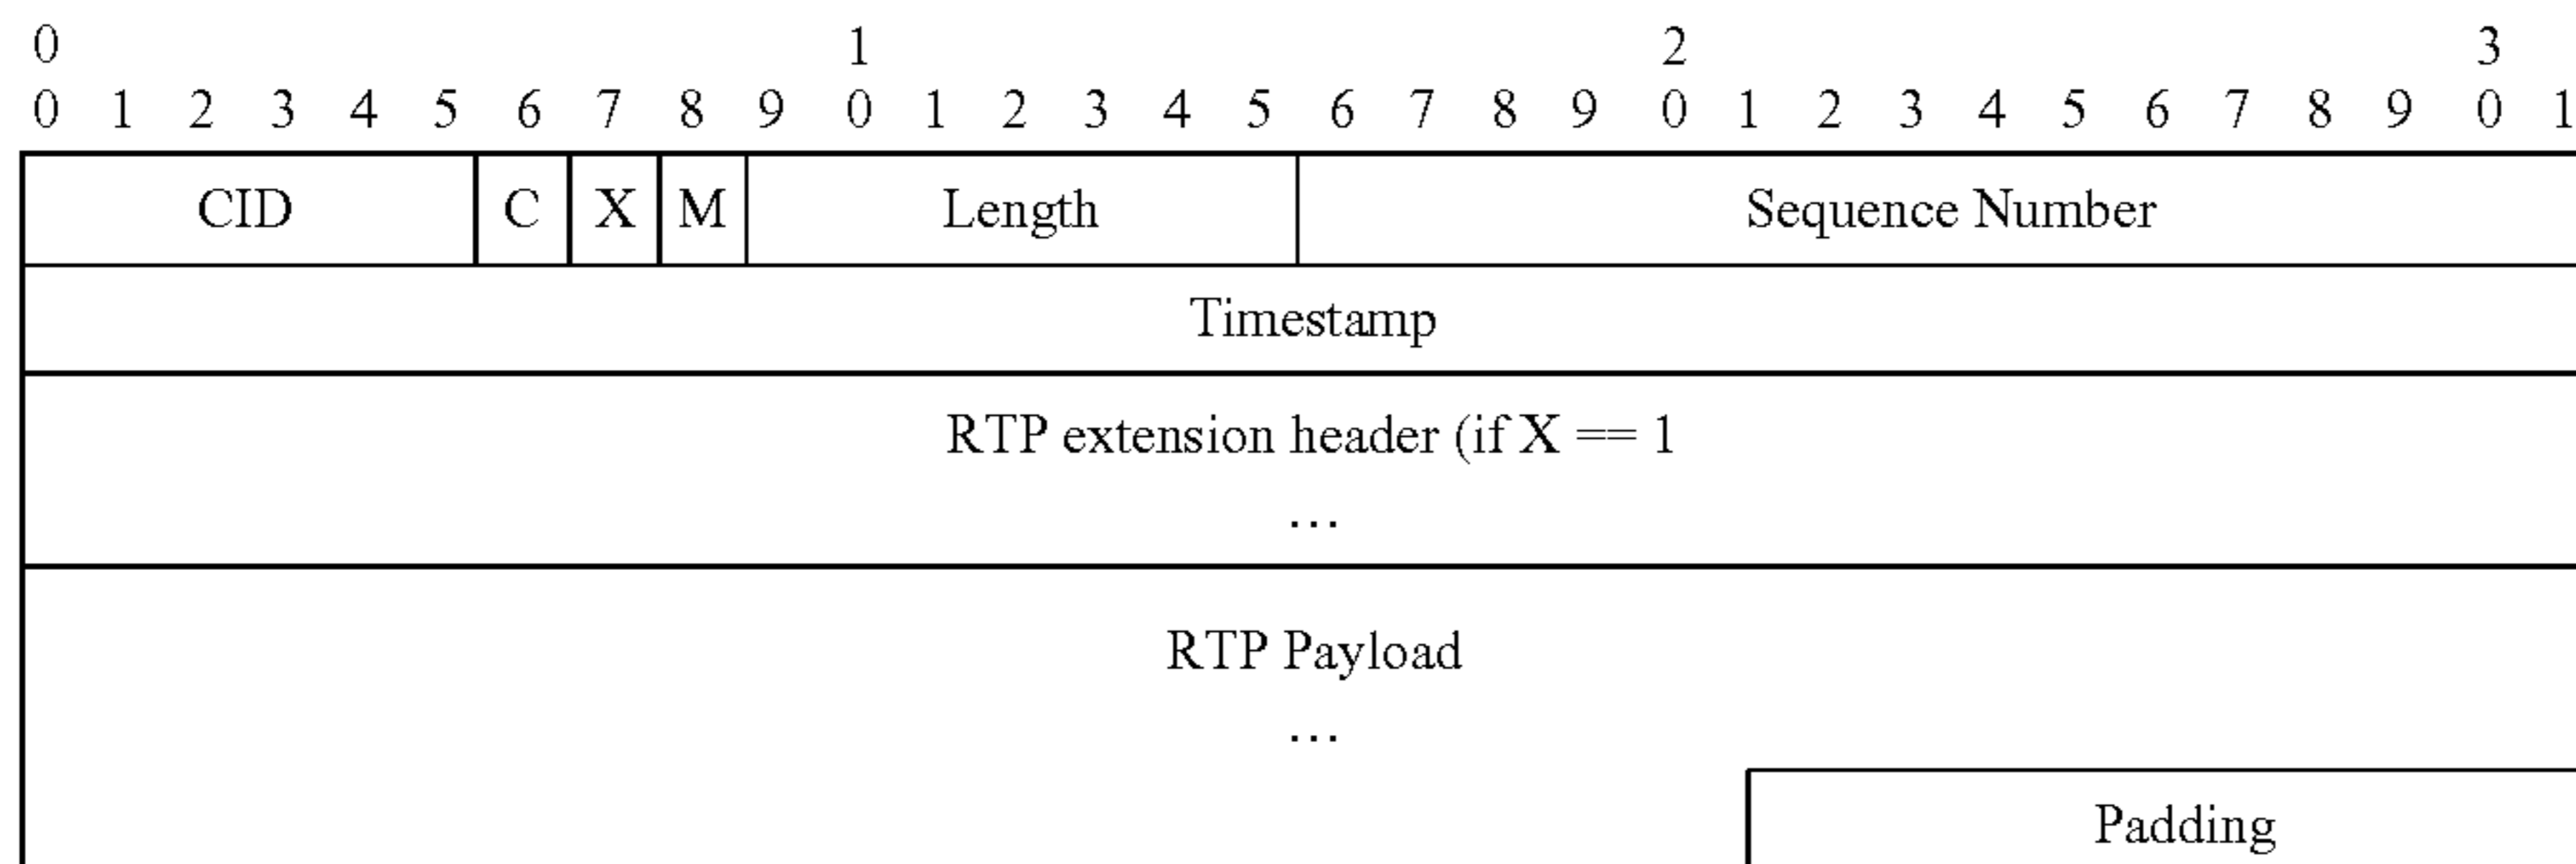 0 1 2 3
0 1 2 3 4 5 6 7 8 9 0 1 2 3 4 5 6 7 8 9 0 1 2 3 4 5 6 7 8 9 0 1
CID C X M Length Sequence Number
Timestamp
RTP extension header (if X == 1
...
RTP Payload
...
Padding